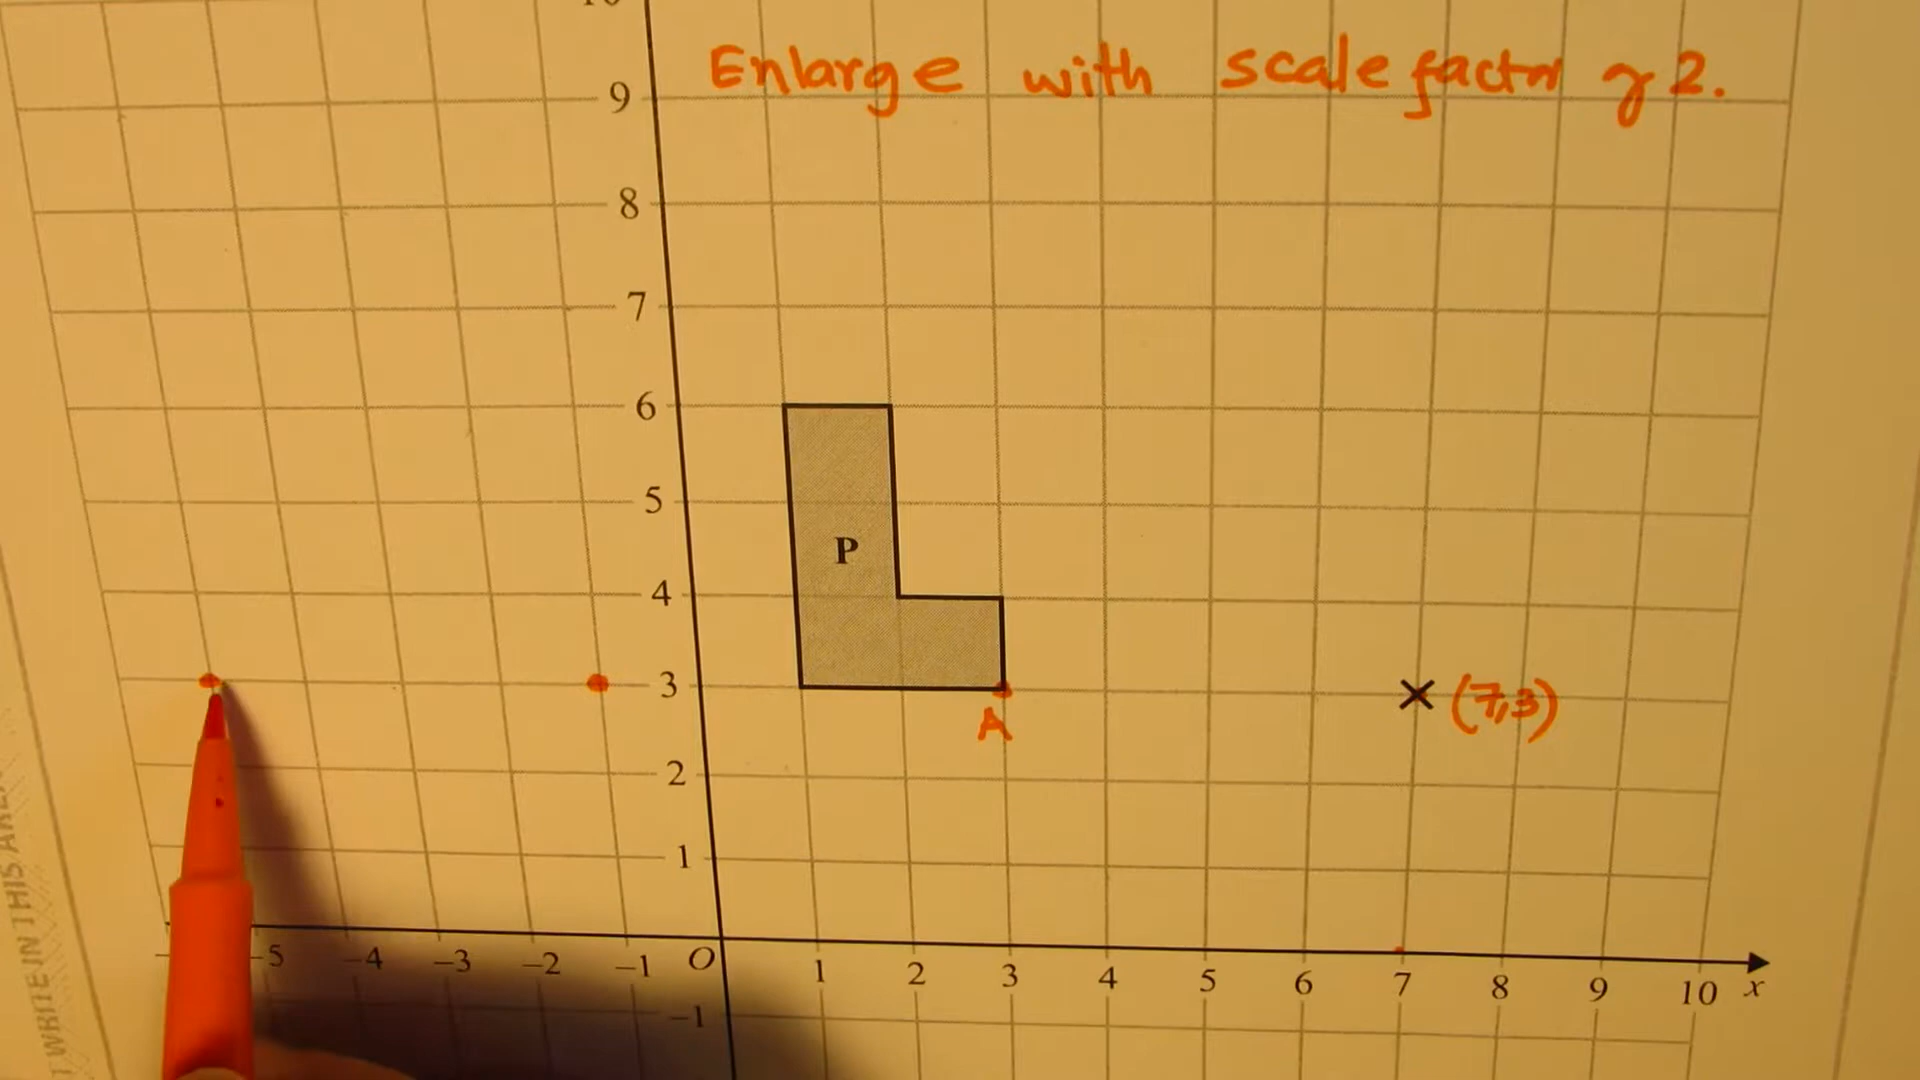 10
Enlarge with scale factor of 2.
9
8
7
6
5
P
4
3
A
(7,3)
2
1
-5 -4 -3 -2 -1 O 1 2 3 4 5 6 7 8 9 10 x
-1
WRITE IN THIS AREA